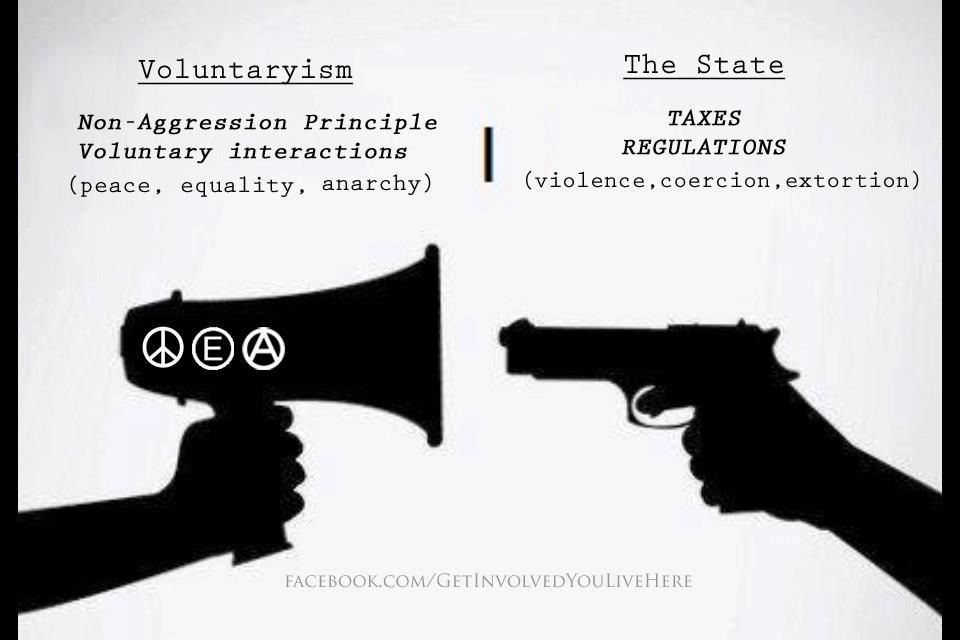 Voluntaryism
Non-Aggression Principle
Voluntary interactions
(peace, equality, anarchy)
The State
TAXES
REGULATIONS
(violence,coercion,extortion)
E A
FACEBOOK.COM/GETINVOLVEDYOULIVEHERE